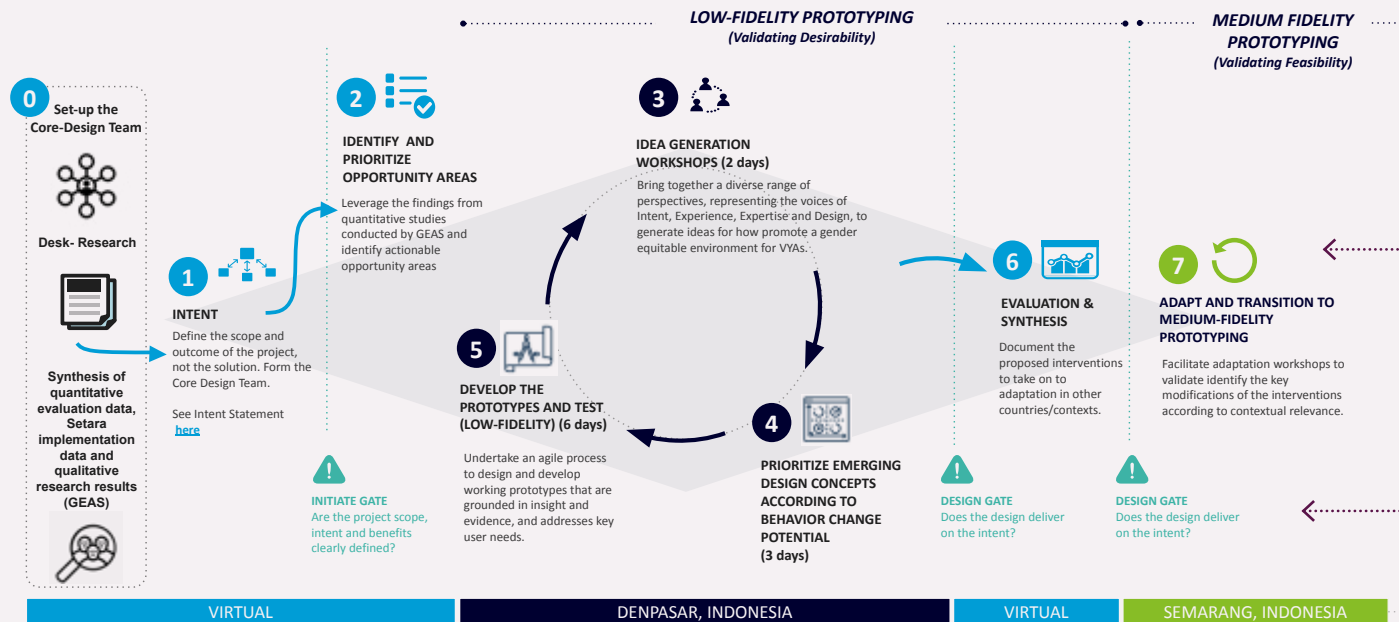 LOW-FIDELITY PROTOTYPING
(Validating Desirability)
MEDIUM FIDELITY
PROTOTYPING
(Validating Feasibility)
0
Set-up the
Core-Design Team
Desk- Research
Synthesis of
quantitative
evaluation data,
Setara
implementation
data and
qualitative
research results
(GEAS)
1
INTENT
Define the scope and
outcome of the project,
not the solution. Form the
Core Design Team.
See Intent Statement
here
INITIATE GATE
Are the project scope,
intent and benefits
clearly defined?
2
IDENTIFY AND
PRIORITIZE
OPPORTUNITY AREAS
Leverage the findings from
quantitative studies
conducted by GEAS and
identify actionable
opportunity areas
3
IDEA GENERATION
WORKSHOPS (2 days)
Bring together a diverse range of
perspectives, representing the voices of
Intent, Experience, Expertise and Design, to
generate ideas for how promote a gender
equitable environment for VYAs.
4
PRIORITIZE EMERGING
DESIGN CONCEPTS
ACCORDING TO
BEHAVIOR CHANGE
POTENTIAL
(3 days)
5
DEVELOP THE
PROTOTYPES AND TEST
(LOW-FIDELITY) (6 days)
Undertake an agile process
to design and develop
working prototypes that are
grounded in insight and
evidence, and addresses key
user needs.
6
EVALUATION &
SYNTHESIS
Document the
proposed interventions
to take on to
adaptation in other
countries/contexts.
DESIGN GATE
Does the design deliver
on the intent?
7
ADAPT AND TRANSITION TO
MEDIUM-FIDELITY
PROTOTYPING
Facilitate adaptation workshops to
validate identify the key
modifications of the interventions
according to contextual relevance.
DESIGN GATE
Does the design deliver
on the intent?
VIRTUAL
DENPASAR, INDONESIA
VIRTUAL
SEMARANG, INDONESIA